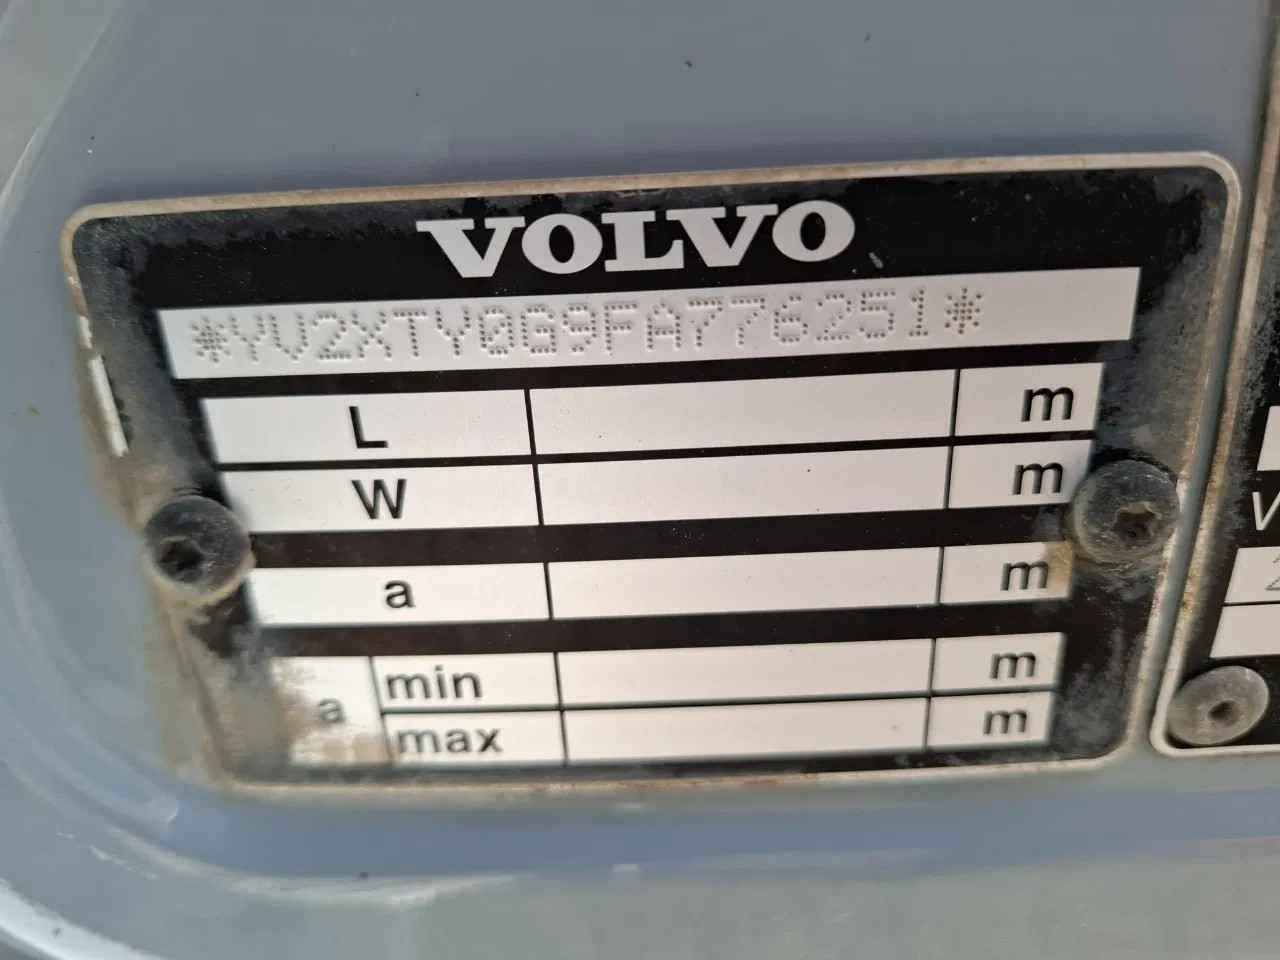 VOLVO
*YV2XTY0G9FA776251*
L m
W m
a m
a min m
max m